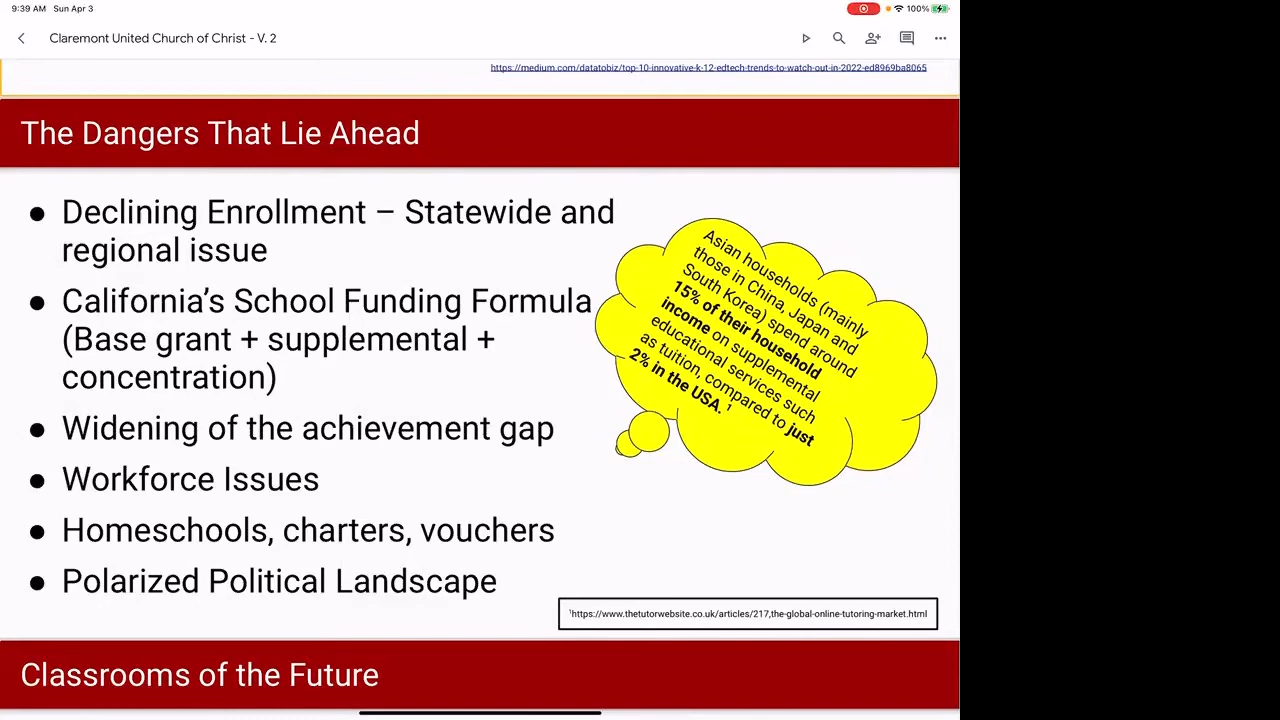 9:39 AM Sun Apr 3
100%
Claremont United Church of Christ - V. 2
https://medium.com/datatobiz/top-10-innovative-k-12-edtech-trends-to-watch-out-in-2022-ed8969ba8065
The Dangers That Lie Ahead
● Declining Enrollment – Statewide and
regional issue
● California's School Funding Formula
(Base grant + supplemental +
concentration)
● Widening of the achievement gap
● Workforce Issues
● Homeschools, charters, vouchers
● Polarized Political Landscape
Asian households (mainly
those in China, Japan and
South Korea) spend around
15% of their household
income on supplemental
educational services such
as tuition, compared to just
2% in the USA. ¹
¹https://www.thetutorwebsite.co.uk/articles/217,the-global-online-tutoring-market.html
Classrooms of the Future